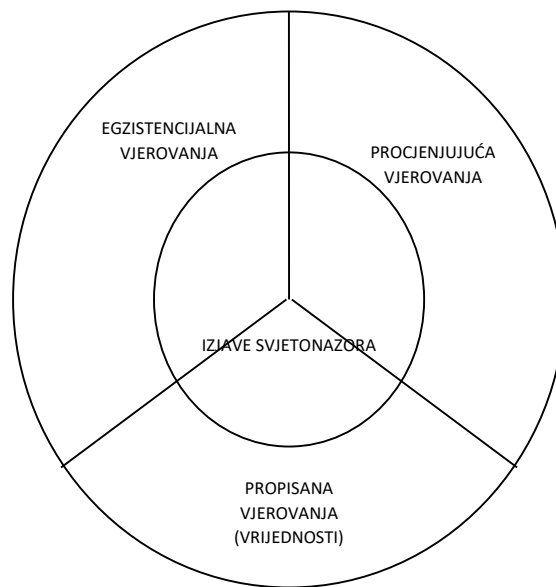 EGZISTENCIJALNA
VJEROVANJA
PROCJENJUJUĆA
VJEROVANJA
IZJAVE SVJETONAZORA
PROPISANA
VJEROVANJA
(VRIJEDNOSTI)